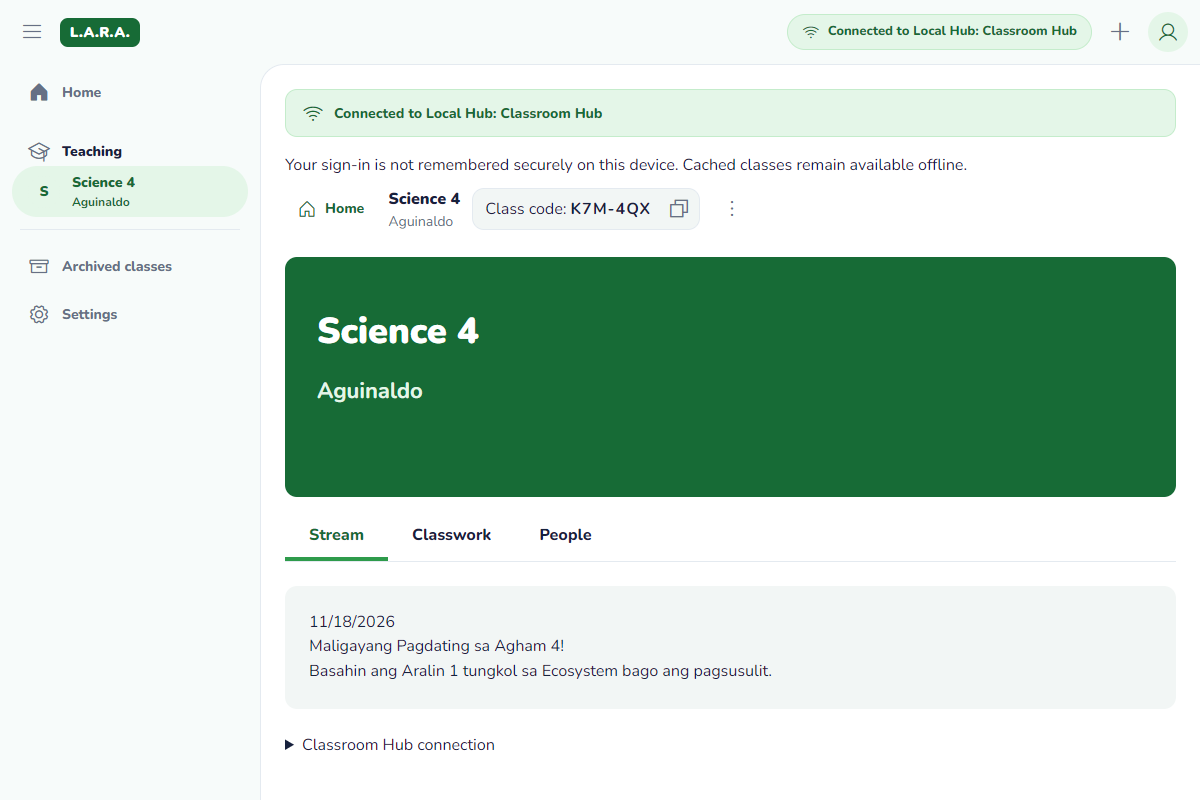 L.A.R.A.
Connected to Local Hub: Classroom Hub
Home
Teaching
S
Science 4
Aguinaldo
Archived classes
Settings
Connected to Local Hub: Classroom Hub
Your sign-in is not remembered securely on this device. Cached classes remain available offline.
Home
Science 4
Aguinaldo
Class code: K7M-4QX
Science 4
Aguinaldo
Stream Classwork People
11/18/2026
Maligayang Pagdating sa Agham 4!
Basahin ang Aralin 1 tungkol sa Ecosystem bago ang pagsusulit.
Classroom Hub connection